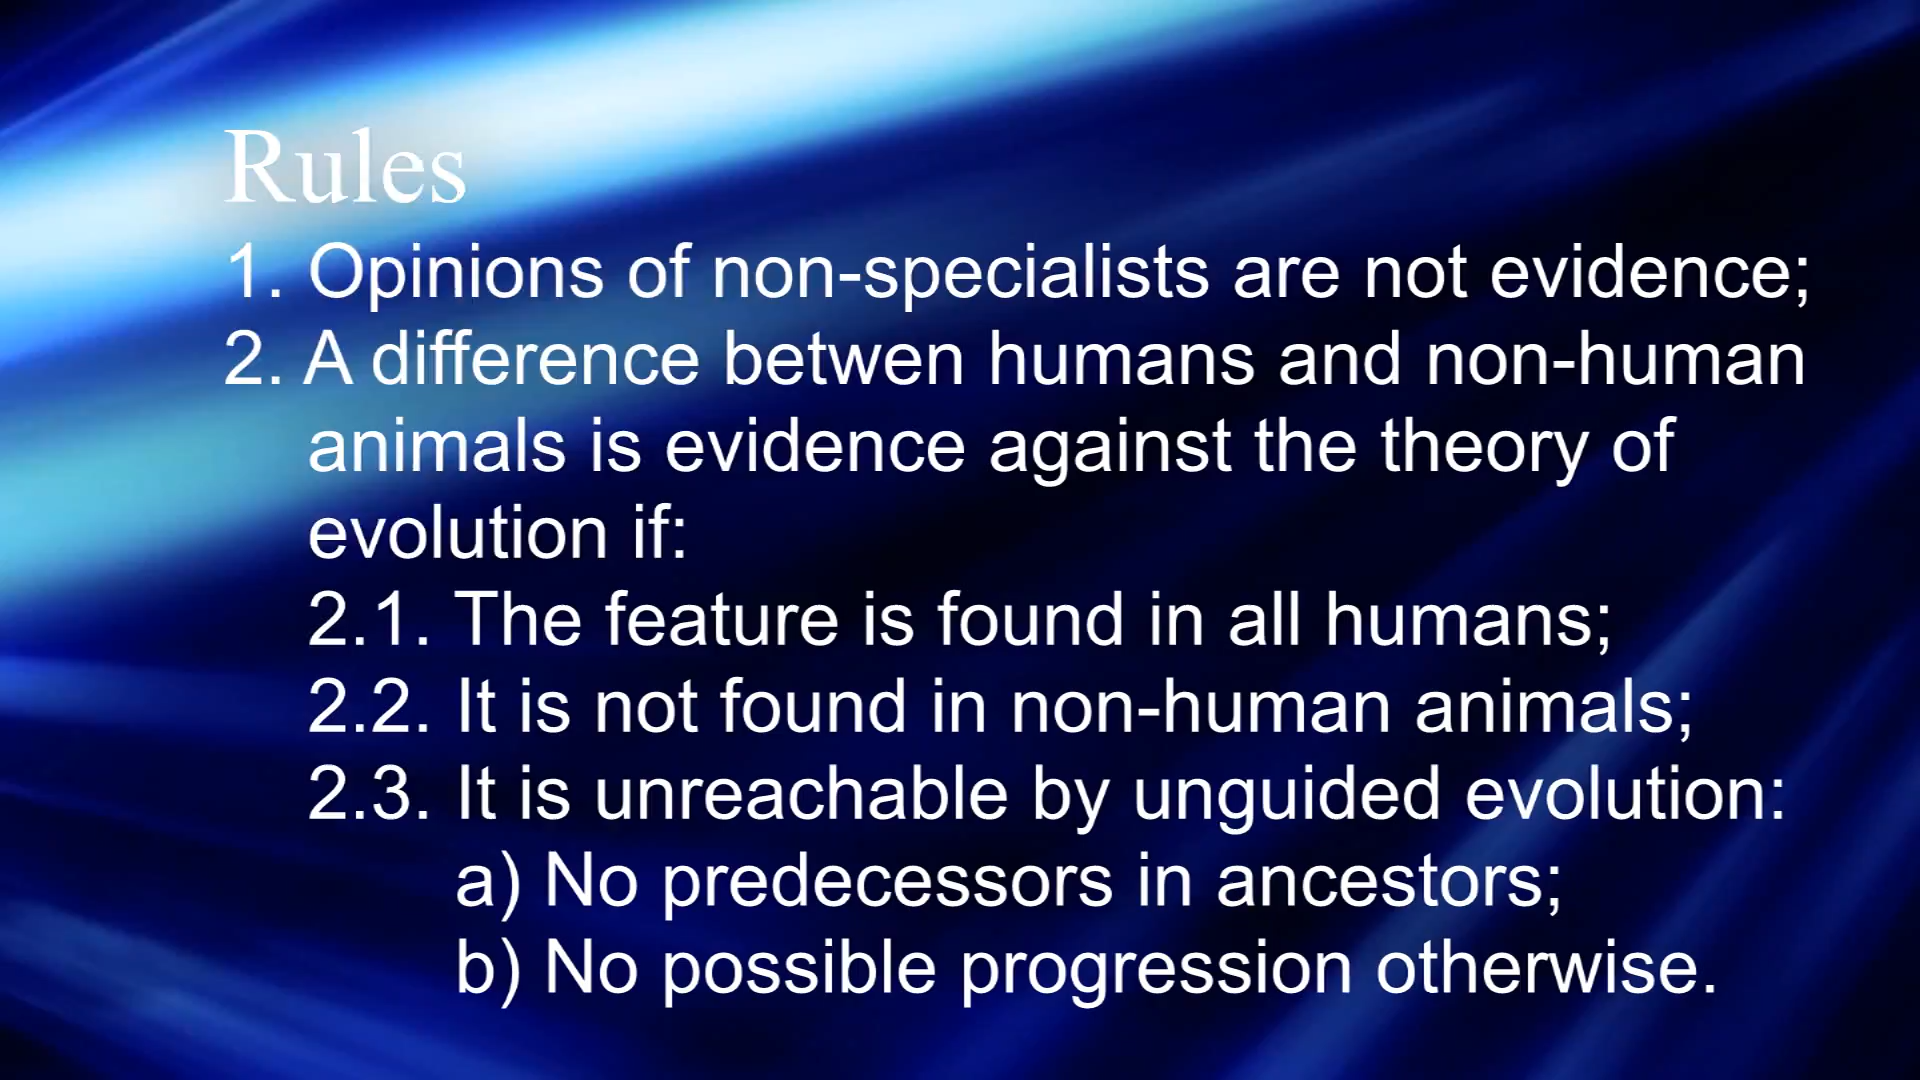 Rules
1. Opinions of non-specialists are not evidence;
2. A difference betwen humans and non-human
animals is evidence against the theory of
evolution if:
2.1. The feature is found in all humans;
2.2. It is not found in non-human animals;
2.3. It is unreachable by unguided evolution:
a) No predecessors in ancestors;
b) No possible progression otherwise.